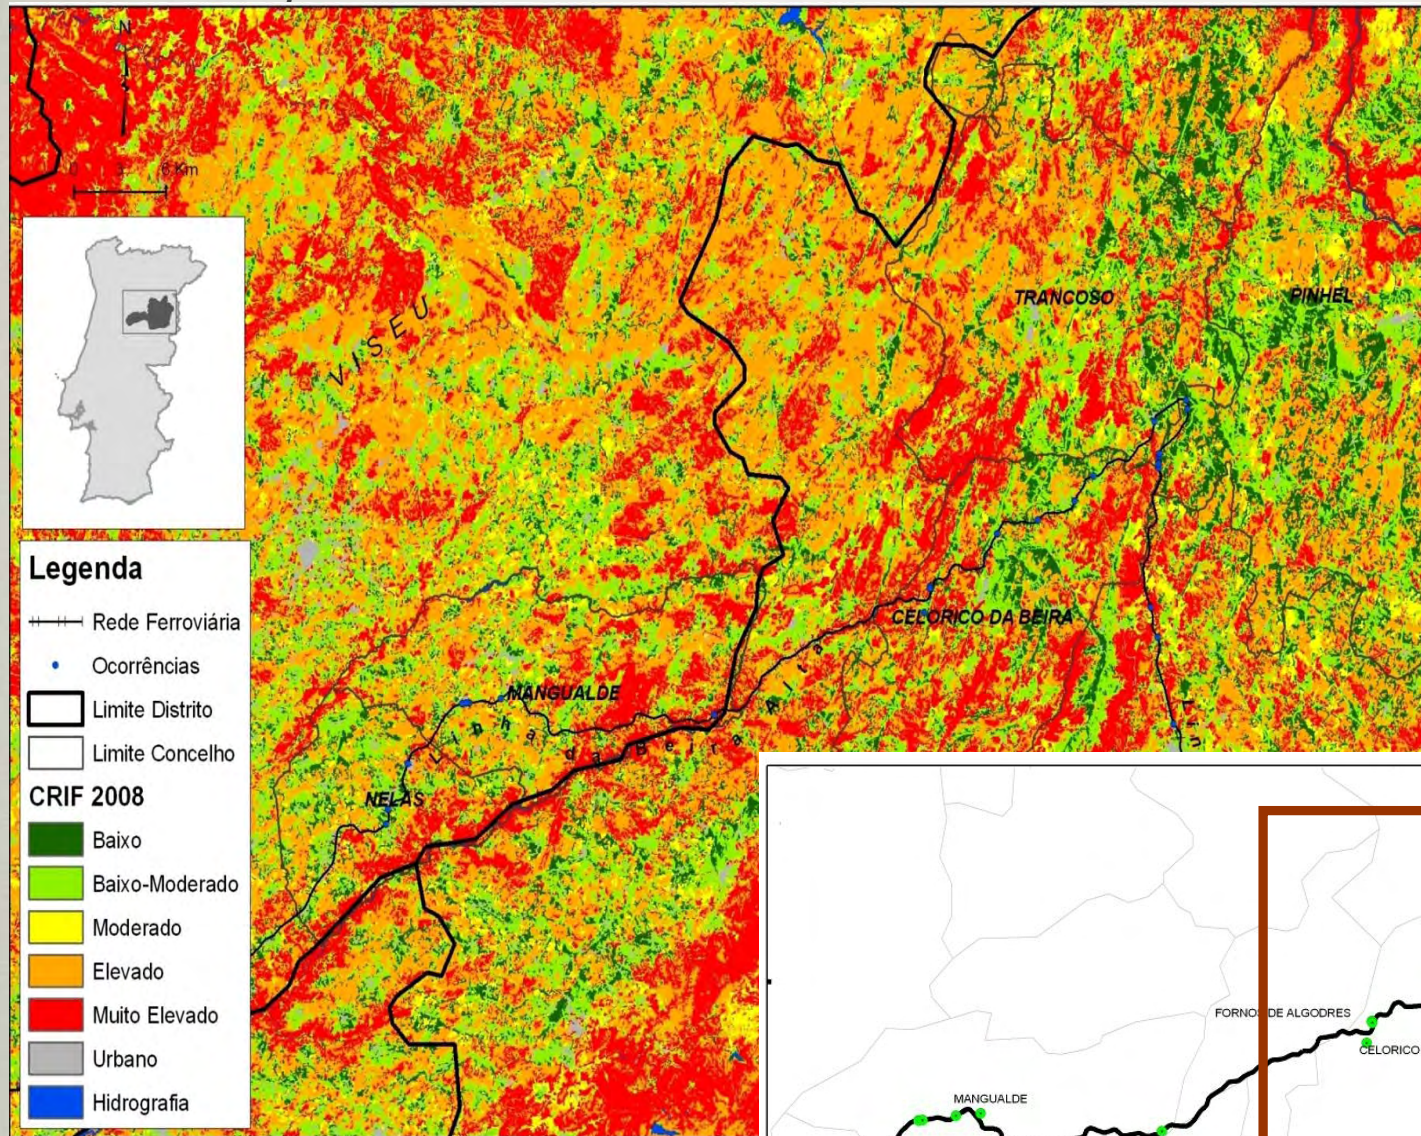 N
0 3 6 Km
VISEU
TRANCOSO
PINHEL
CELORICO DA BEIRA
MANGUALDE
Linha da Beira Alta
NELAS
Lin
Legenda
Rede Ferroviária
Ocorrências
Limite Distrito
Limite Concelho
CRIF 2008
Baixo
Baixo-Moderado
Moderado
Elevado
Muito Elevado
Urbano
Hidrografia
FORNOS DE ALGODRES
CELORICO
MANGUALDE